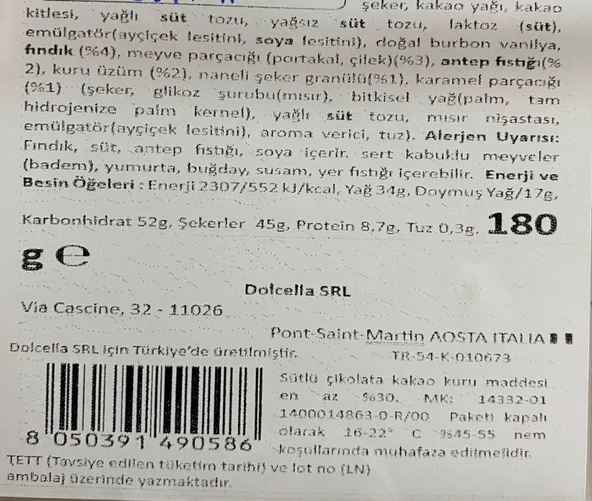 şeker, kakao yağı, kakao
kitlesi, yağlı süt tozu, yağsız süt tozu, laktoz (süt),
emülgatör(ayçiçek lesitini, soya lesitini), doğal burbon vanilya,
fındık (%4), meyve parçacığı (portakal, çilek)(%3), antep fıstığı(%
2), kuru üzüm (%2), naneli şeker granülü(%1), karamel parçacığı
(%1) (şeker, glikoz şurubu(mısır), bitkisel yağ(palm, tam
hidrojenize palm kernel), yağlı süt tozu, mısır nişastası,
emülgatör(ayçiçek lesitini), aroma verici, tuz). Alerjen Uyarısı:
Fındık, süt, antep fıstığı, soya içerir. sert kabuklu meyveler
(badem), yumurta, buğday, susam, yer fıstığı içerebilir. Enerji ve
Besin Öğeleri : Enerji 2307/552 kJ/kcal, Yağ 34g, Doymuş Yağ/17g,
Karbonhidrat 52g, Şekerler 45g, Protein 8,7g, Tuz 0,3g. 180
g e
Dolcella SRL
Via Cascine, 32 - 11026
Pont-Saint-Martin AOSTA ITALIA
Dolcella SRL için Türkiye'de üretilmiştir.
TR-54-K-010673
Sütlü çikolata kakao kuru maddesi
en az %30. MK: 14332-01
1400014863-0-R/00 Paketi kapalı
olarak 16-22° C %45-55 nem
koşullarında muhafaza edilmelidir.
8 050391 490586
TETT (Tavsiye edilen tüketim tarihi) ve lot no (LN)
ambalaj üzerinde yazmaktadır.